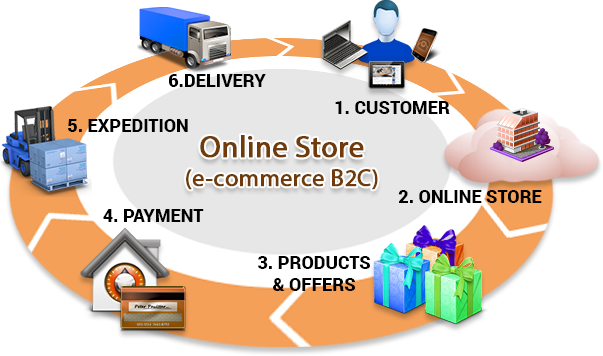 6.DELIVERY
1. CUSTOMER
5. EXPEDITION
Online Store
(e-commerce B2C)
2. ONLINE STORE
4. PAYMENT
3. PRODUCTS
& OFFERS